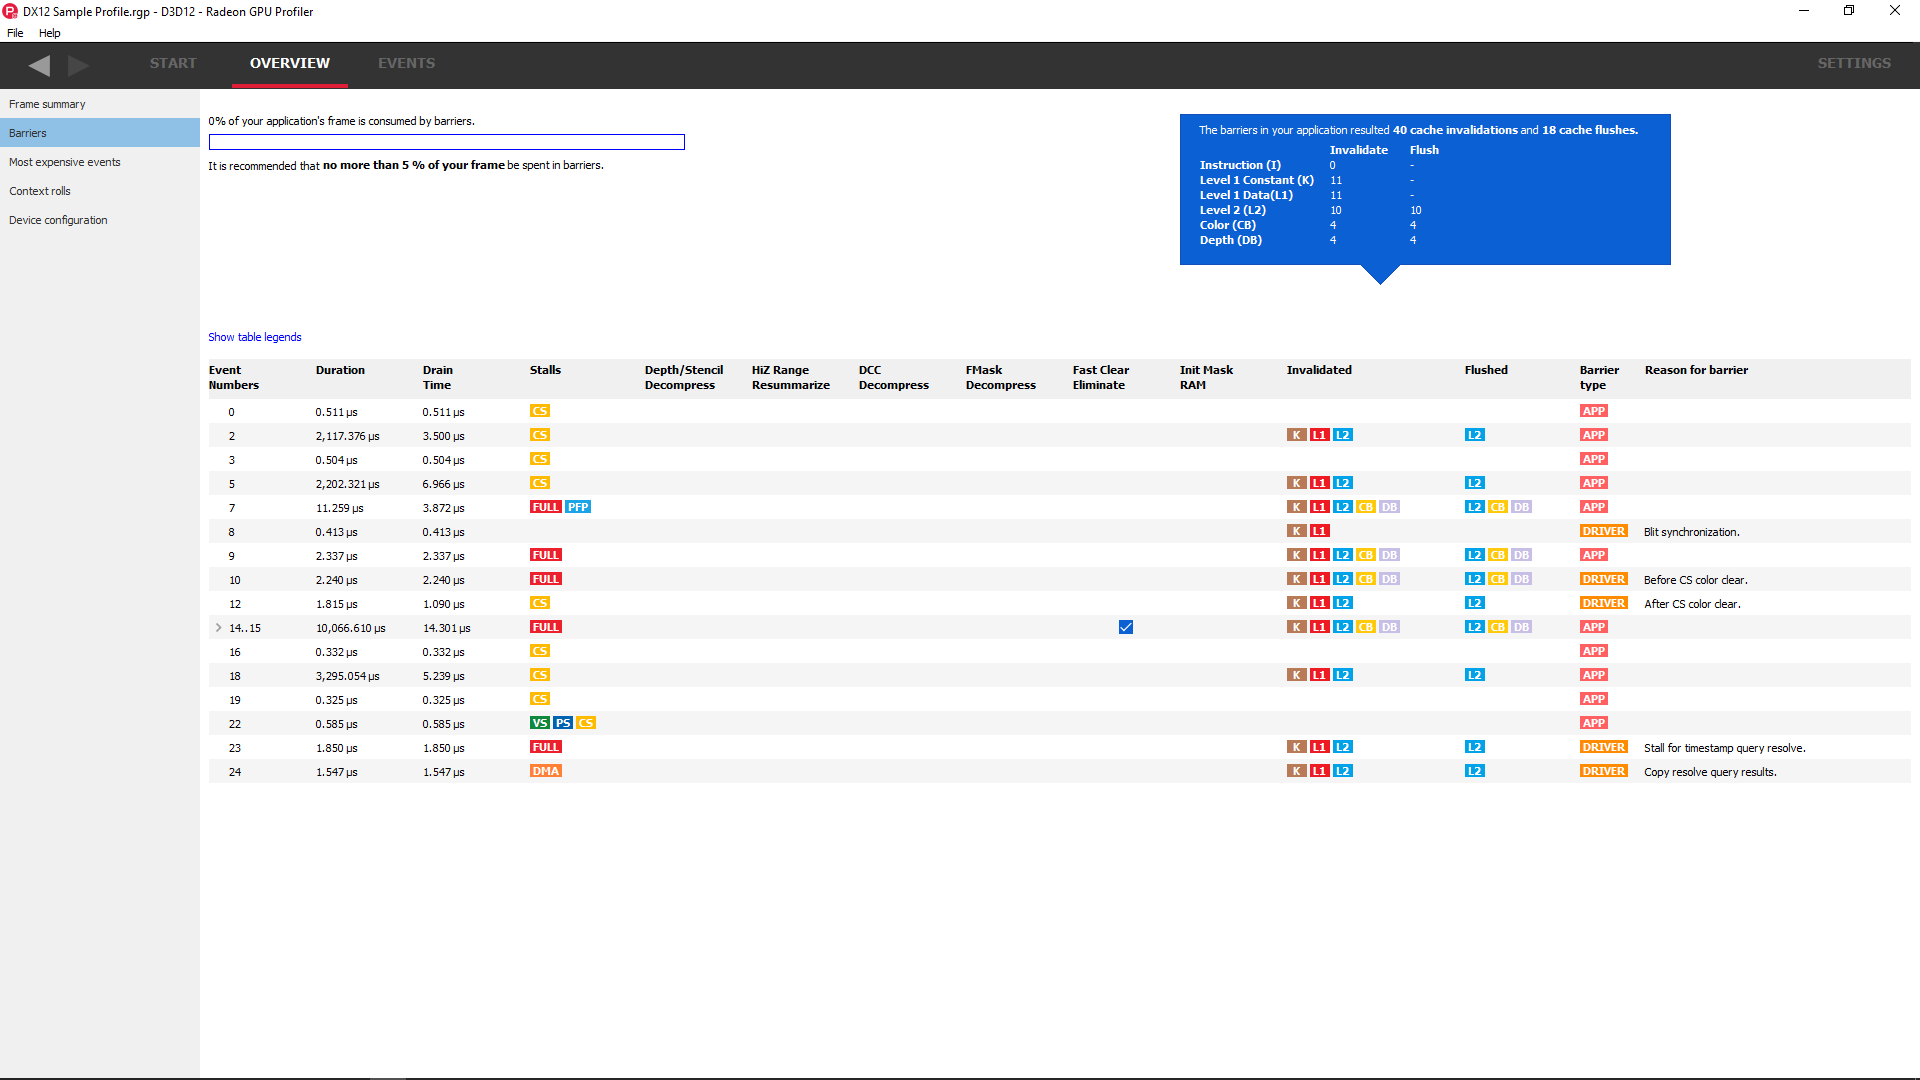 DX12 Sample Profile.rgp - D3D12 - Radeon GPU Profiler
File Help
START OVERVIEW EVENTS SETTINGS
Frame summary
Barriers
Most expensive events
Context rolls
Device configuration
0% of your application's frame is consumed by barriers.
It is recommended that no more than 5 % of your frame be spent in barriers.
The barriers in your application resulted 40 cache invalidations and 18 cache flushes.
Invalidate Flush
Instruction (I) 0 -
Level 1 Constant (K) 11 -
Level 1 Data(L1) 11 -
Level 2 (L2) 10 10
Color (CB) 4 4
Depth (DB) 4 4
Show table legends
Event Duration Drain Stalls Depth/Stencil HiZ Range DCC FMask Fast Clear Init Mask Invalidated Flushed Barrier Reason for barrier
Numbers Time Decompress Resummarize Decompress Decompress Eliminate RAM type
0 0.511 µs 0.511 µs CS APP
2 2,117.376 µs 3.500 µs CS K L1 L2 L2 APP
3 0.504 µs 0.504 µs CS APP
5 2,202.321 µs 6.966 µs CS K L1 L2 L2 APP
7 11.259 µs 3.872 µs FULL PFP K L1 L2 CB DB L2 CB DB APP
8 0.413 µs 0.413 µs K L1 DRIVER Blit synchronization.
9 2.337 µs 2.337 µs FULL K L1 L2 CB DB L2 CB DB APP
10 2.240 µs 2.240 µs FULL K L1 L2 CB DB L2 CB DB DRIVER Before CS color clear.
12 1.815 µs 1.090 µs CS K L1 L2 L2 DRIVER After CS color clear.
14..15 10,066.610 µs 14.301 µs FULL K L1 L2 CB DB L2 CB DB APP
16 0.332 µs 0.332 µs CS APP
18 3,295.054 µs 5.239 µs CS K L1 L2 L2 APP
19 0.325 µs 0.325 µs CS APP
22 0.585 µs 0.585 µs VS PS CS APP
23 1.850 µs 1.850 µs FULL K L1 L2 L2 DRIVER Stall for timestamp query resolve.
24 1.547 µs 1.547 µs DMA K L1 L2 L2 DRIVER Copy resolve query results.